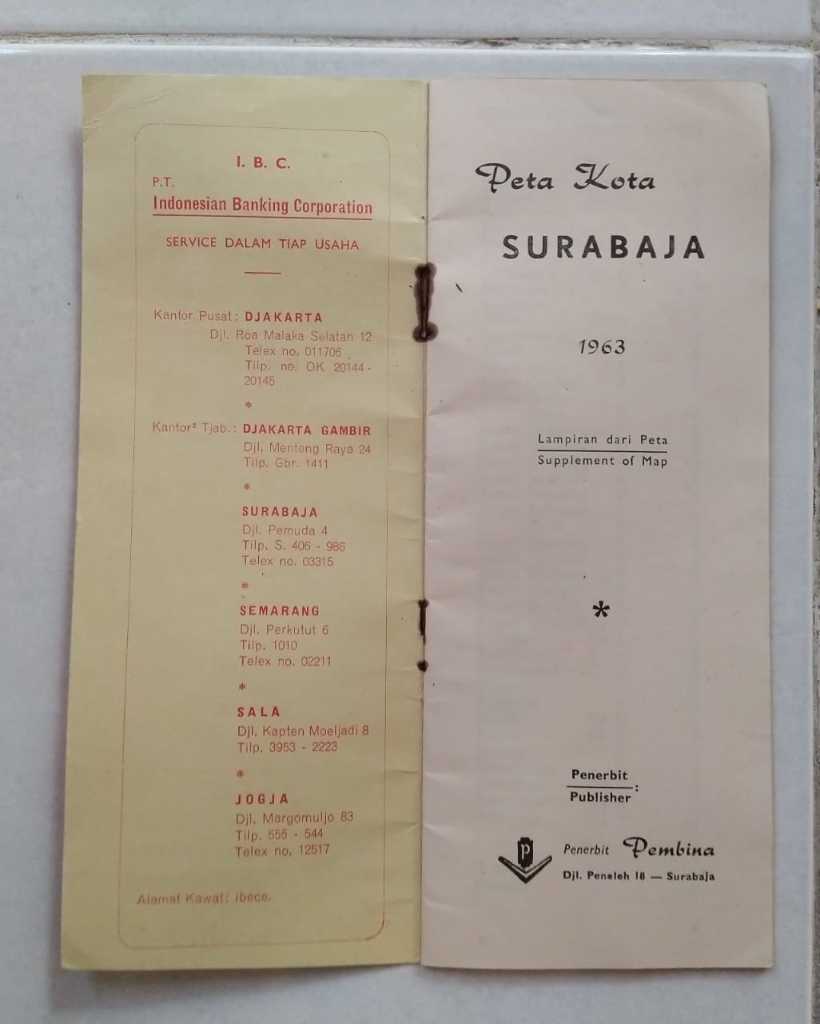 I. B. C.
P.T.
Indonesian Banking Corporation
SERVICE DALAM TIAP USAHA
Kantor Pusat : DJAKARTA
Djl. Roa Malaka Selatan 12
Telex no. 011706
Tilp. no. OK 20144 -
20145
*
Kantor² Tjab.: DJAKARTA GAMBIR
Djl. Menteng Raya 24
Tilp. Gbr. 1411
*
SURABAJA
Djl. Pemuda 4
Tilp. S. 406 - 986
Telex no. 03315
*
SEMARANG
Djl. Perkutut 6
Tilp. 1010
Telex no. 02211
*
SALA
Djl. Kapten Moeljadi 8
Tilp. 3953 - 2223
*
JOGJA
Djl. Margomuljo 83
Tilp. 555 - 544
Telex no. 12517
Alamat Kawat: ibece.
Peta Kota
SURABAJA
1963
Lampiran dari Peta
Supplement of Map
*
Penerbit
Publisher :
P
Penerbit Pembina
Djl. Peneleh 18 — Surabaja